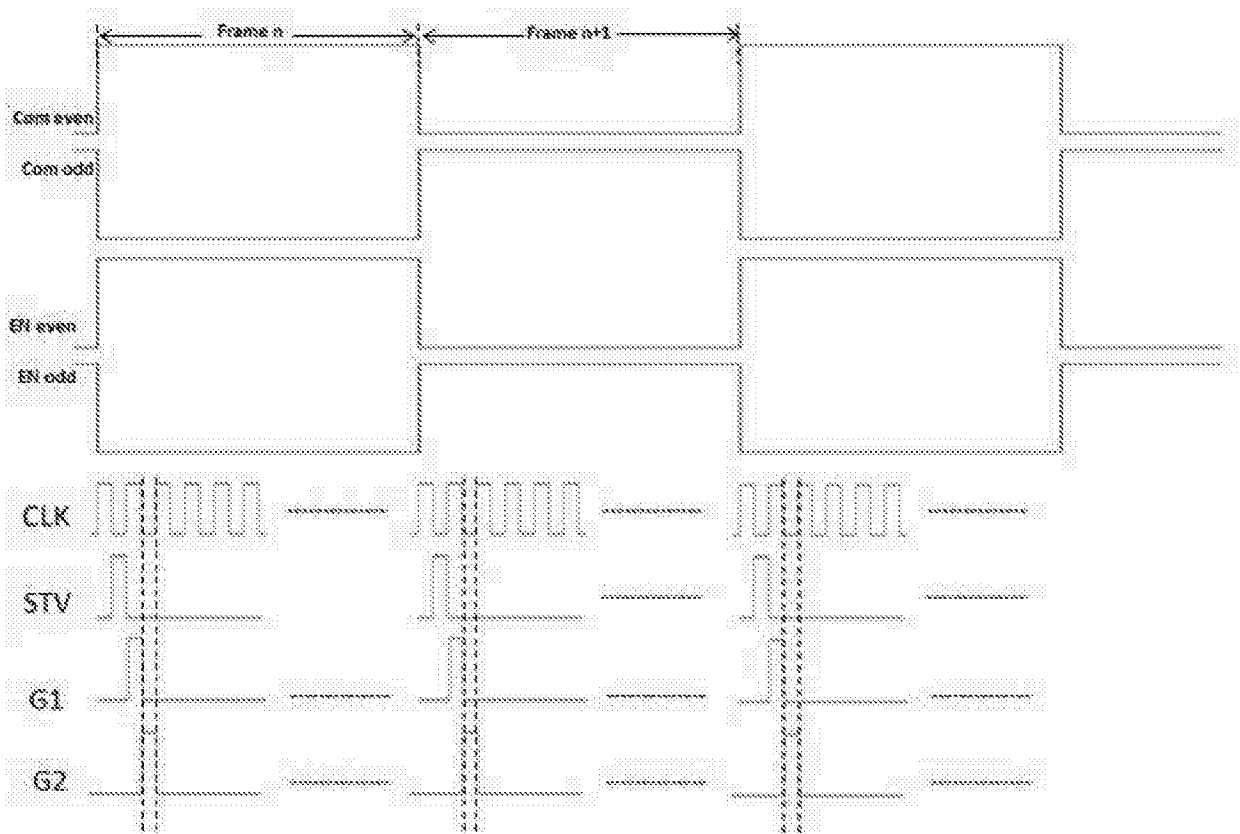 Frame n
Frame n+1
Com even
Com odd
EN even
EN odd
CLK
STV
G1
G2